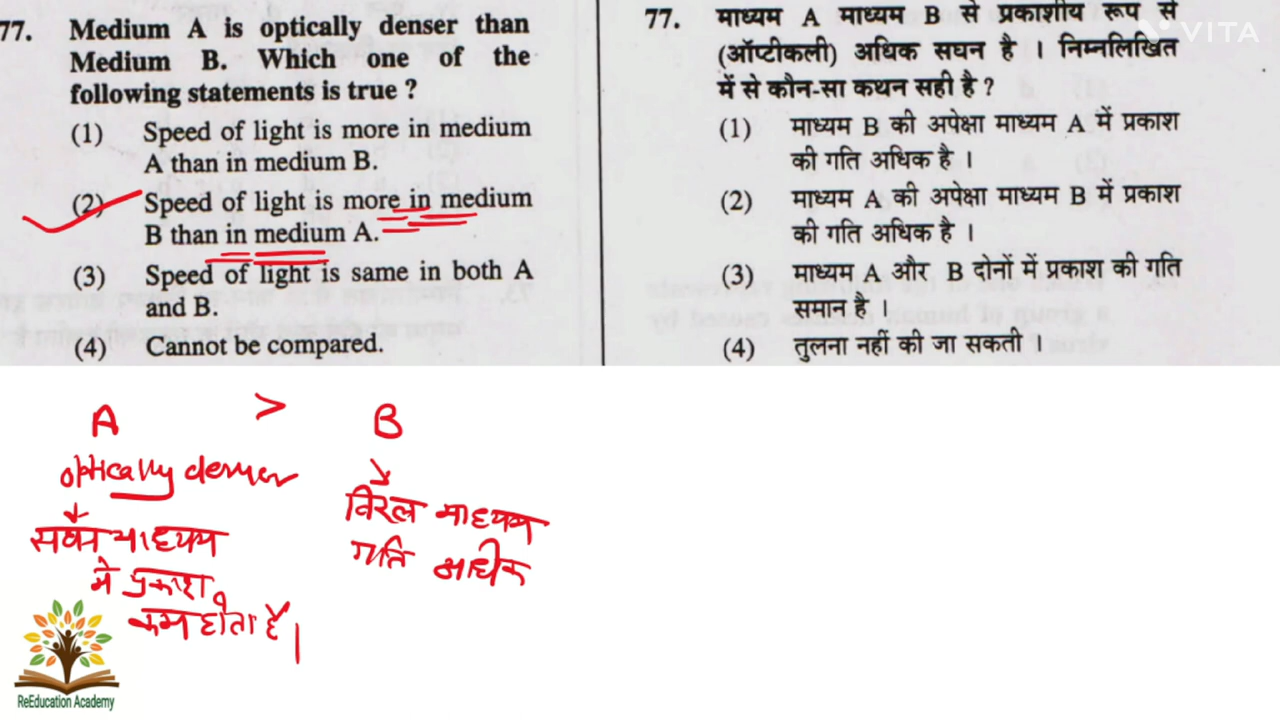 77. Medium A is optically denser than
Medium B. Which one of the
following statements is true ?
(1) Speed of light is more in medium
A than in medium B.
(2) Speed of light is more in medium
B than in medium A.
(3) Speed of light is same in both A
and B.
(4) Cannot be compared.
77. माध्यम A माध्यम B से प्रकाशीय रूप से
(ऑप्टीकली) अधिक सघन है । निम्नलिखित
में से कौन-सा कथन सही है ?
(1) माध्यम B की अपेक्षा माध्यम A में प्रकाश
की गति अधिक है ।
(2) माध्यम A की अपेक्षा माध्यम B में प्रकाश
की गति अधिक है ।
(3) माध्यम A और B दोनों में प्रकाश की गति
समान है ।
(4) तुलना नहीं की जा सकती ।
VITA
A > B
optically denser
सघन माध्यम
में प्रकाश
कम होता है |
विरल माध्यम
गति अधिक
ReEducation Academy